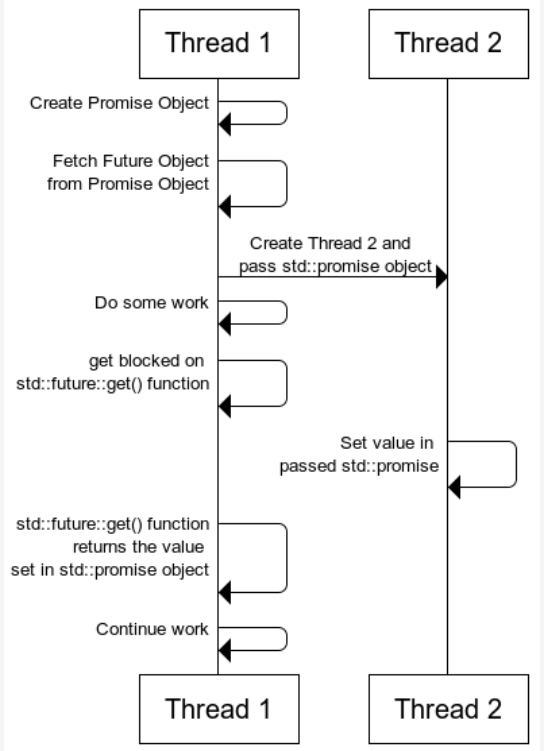 Thread 1
Thread 2
Create Promise Object
Fetch Future Object
from Promise Object
Create Thread 2 and
pass std::promise object
Do some work
get blocked on
std::future::get() function
Set value in
passed std::promise
std::future::get() function
returns the value
set in std::promise object
Continue work
Thread 1
Thread 2